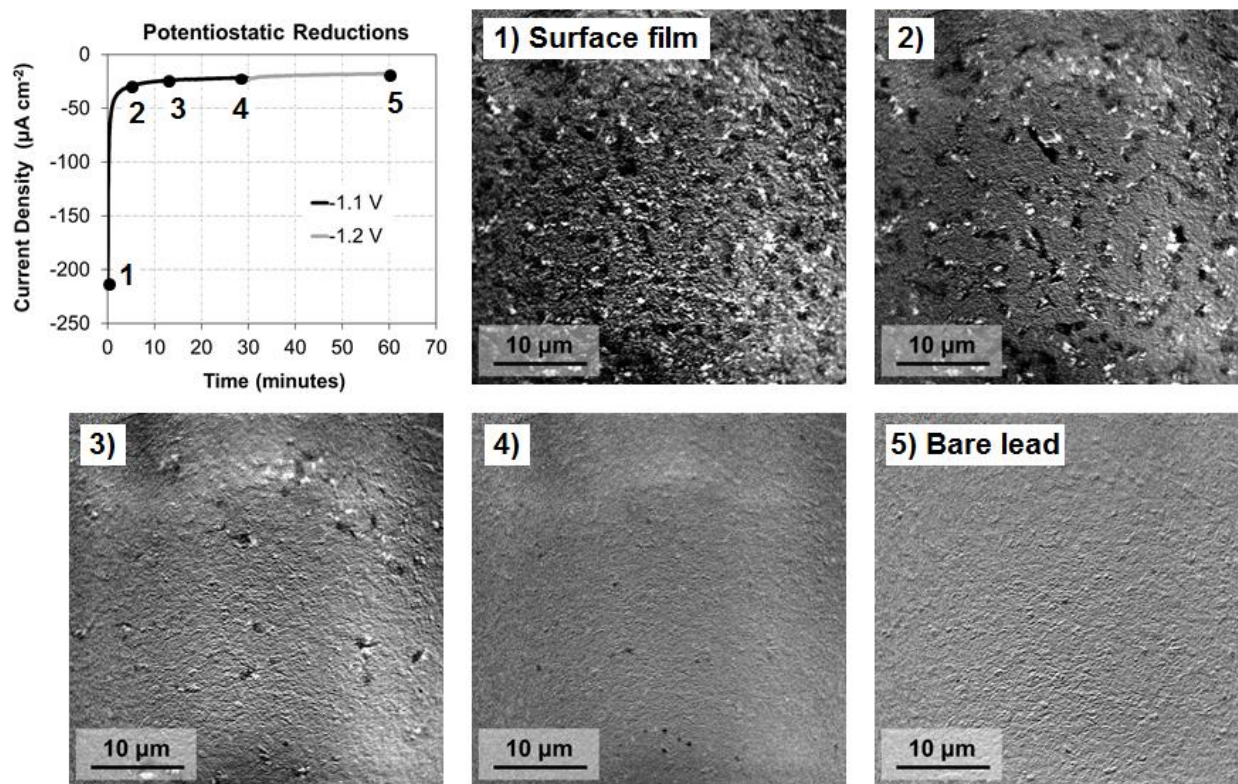 Potentiostatic Reductions
0
-50
-100
-150
-200
-250
Current Density (µA cm⁻²)
1
2
3
4
5
-1.1 V
-1.2 V
0 10 20 30 40 50 60 70
Time (minutes)
1) Surface film
10 µm
2)
10 µm
3)
10 µm
4)
10 µm
5) Bare lead
10 µm